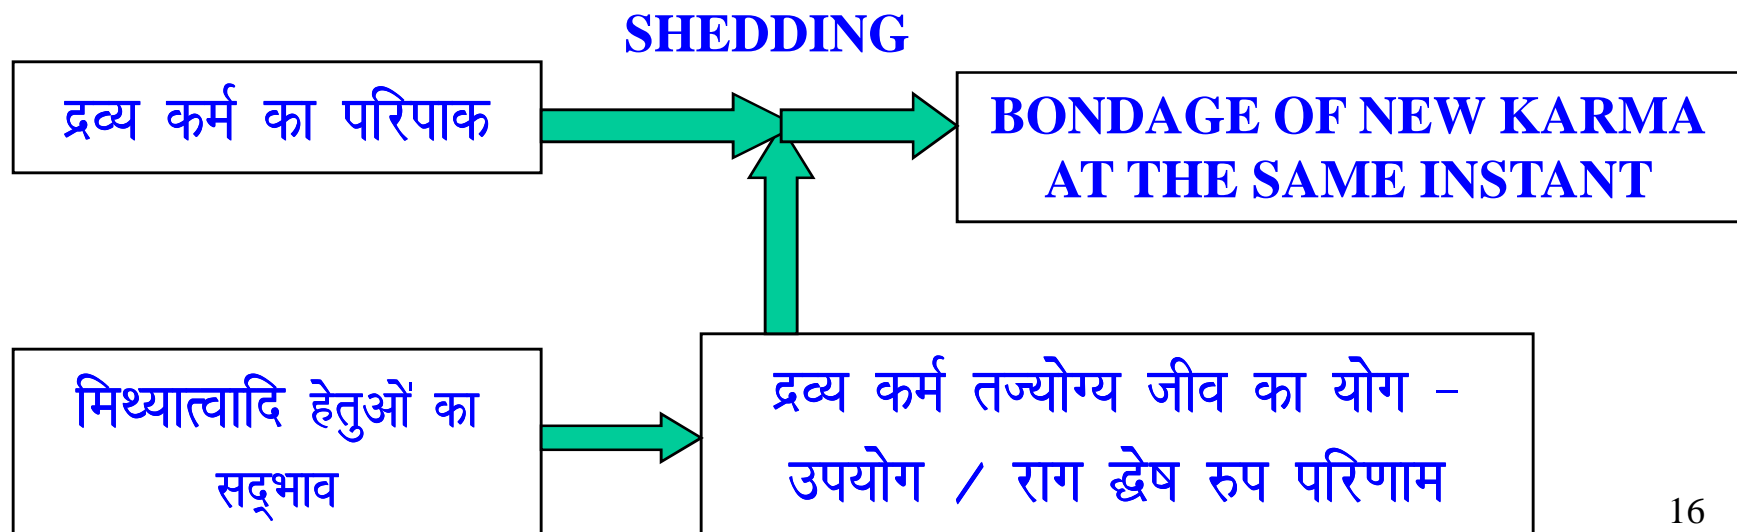 SHEDDING
द्रव्य कर्म का परिपाक
BONDAGE OF NEW KARMA
AT THE SAME INSTANT
मिथ्यात्वादि हेतुओं का
सद्भाव
द्रव्य कर्म तज्योग्य जीव का योग -
उपयोग / राग द्धेष रुप परिणाम
16